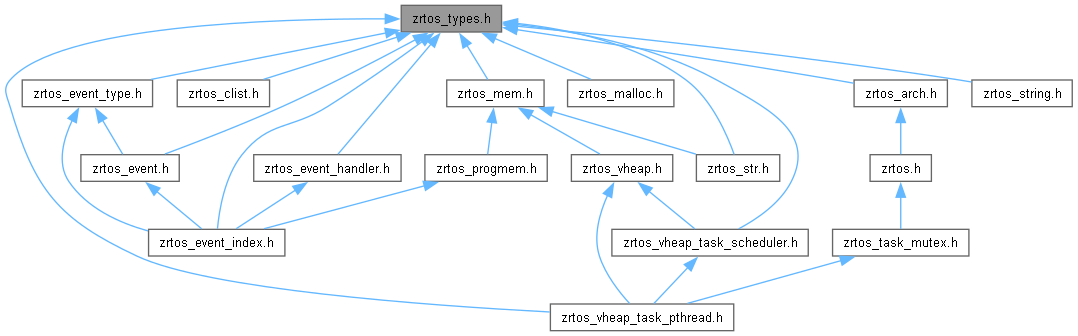 zrtos_types.h
zrtos_event_type.h
zrtos_clist.h
zrtos_mem.h
zrtos_malloc.h
zrtos_arch.h
zrtos_string.h
zrtos_event.h
zrtos_event_handler.h
zrtos_progmem.h
zrtos_vheap.h
zrtos_str.h
zrtos.h
zrtos_event_index.h
zrtos_vheap_task_scheduler.h
zrtos_task_mutex.h
zrtos_vheap_task_pthread.h